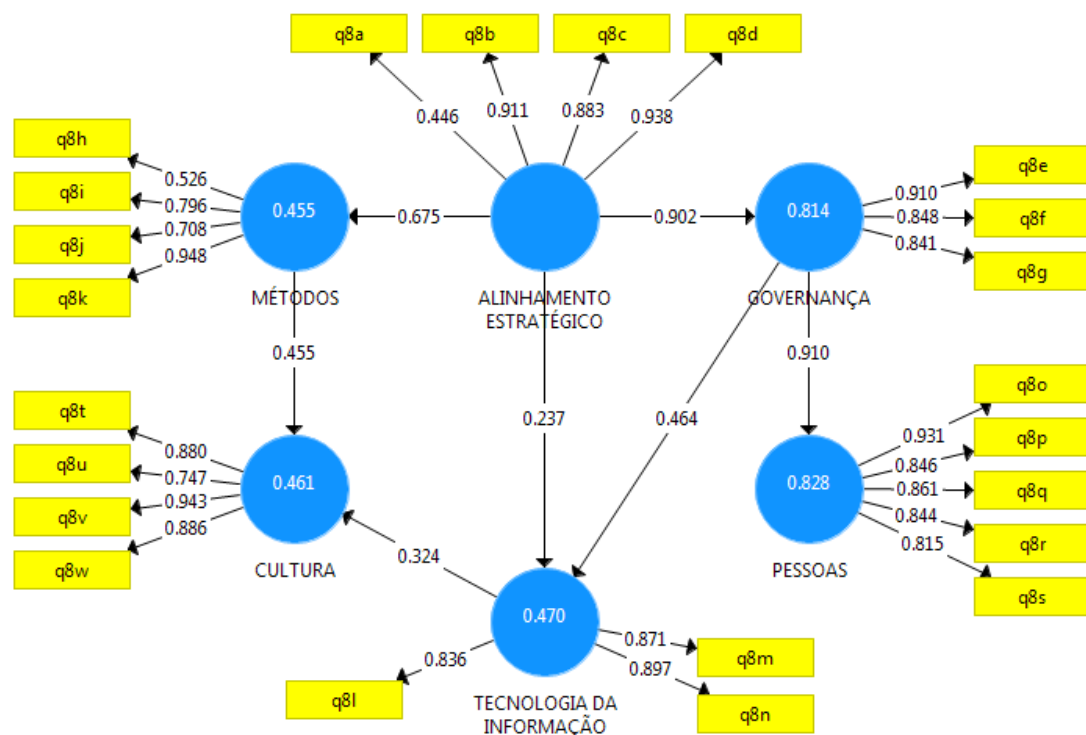 q8a
q8b
q8c
q8d
0.446
0.911
0.883
0.938
q8h
q8i
q8j
q8k
0.526
0.796
0.708
0.948
0.455
0.675
0.902
0.814
0.910
0.848
0.841
q8e
q8f
q8g
MÉTODOS
ALINHAMENTO
ESTRATÉGICO
GOVERNANÇA
0.455
0.237
0.464
0.910
q8t
q8u
q8v
q8w
0.880
0.747
0.943
0.886
0.461
CULTURA
0.324
0.828
PESSOAS
0.931
0.846
0.861
0.844
0.815
q8o
q8p
q8q
q8r
q8s
0.470
0.836
0.871
0.897
q8l
q8m
q8n
TECNOLOGIA DA
INFORMAÇÃO